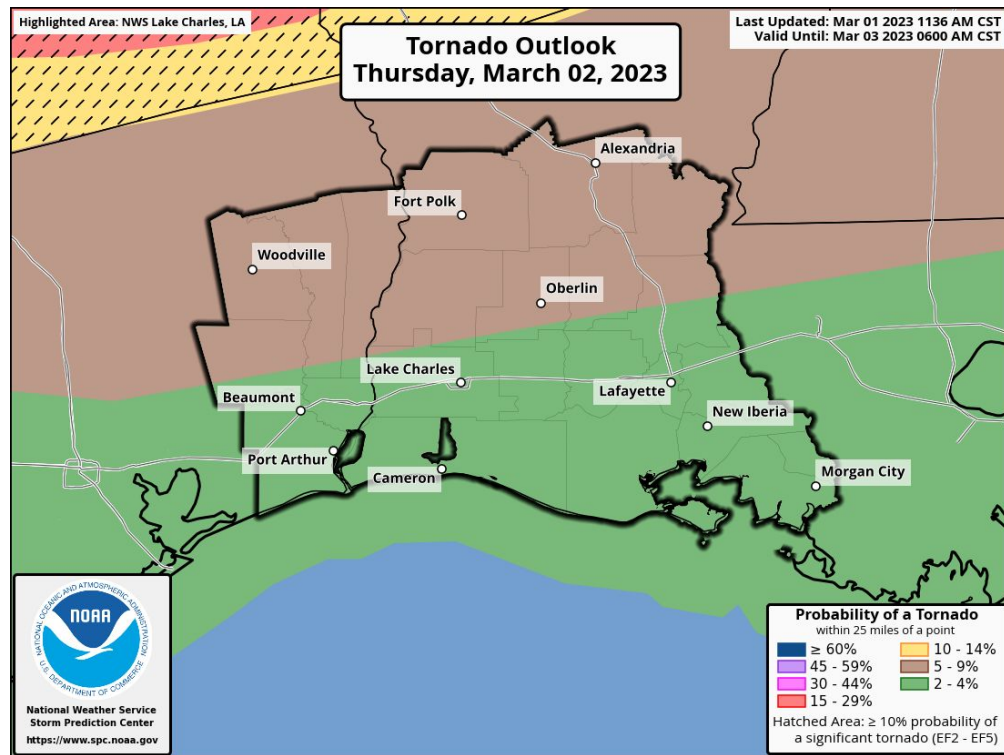 Highlighted Area: NWS Lake Charles, LA
Last Updated: Mar 01 2023 1136 AM CST
Valid Until: Mar 03 2023 0600 AM CST
Tornado Outlook
Thursday, March 02, 2023
Alexandria
Fort Polk
Woodville
Oberlin
Lake Charles
Lafayette
Beaumont
New Iberia
Port Arthur
Cameron
Morgan City
NATIONAL OCEANIC AND ATMOSPHERIC ADMINISTRATION
NOAA
U.S. DEPARTMENT OF COMMERCE
National Weather Service
Storm Prediction Center
https://www.spc.noaa.gov
Probability of a Tornado
within 25 miles of a point
≥ 60%
45 - 59%
30 - 44%
15 - 29%
10 - 14%
5 - 9%
2 - 4%
Hatched Area: ≥ 10% probability of
a significant tornado (EF2 - EF5)